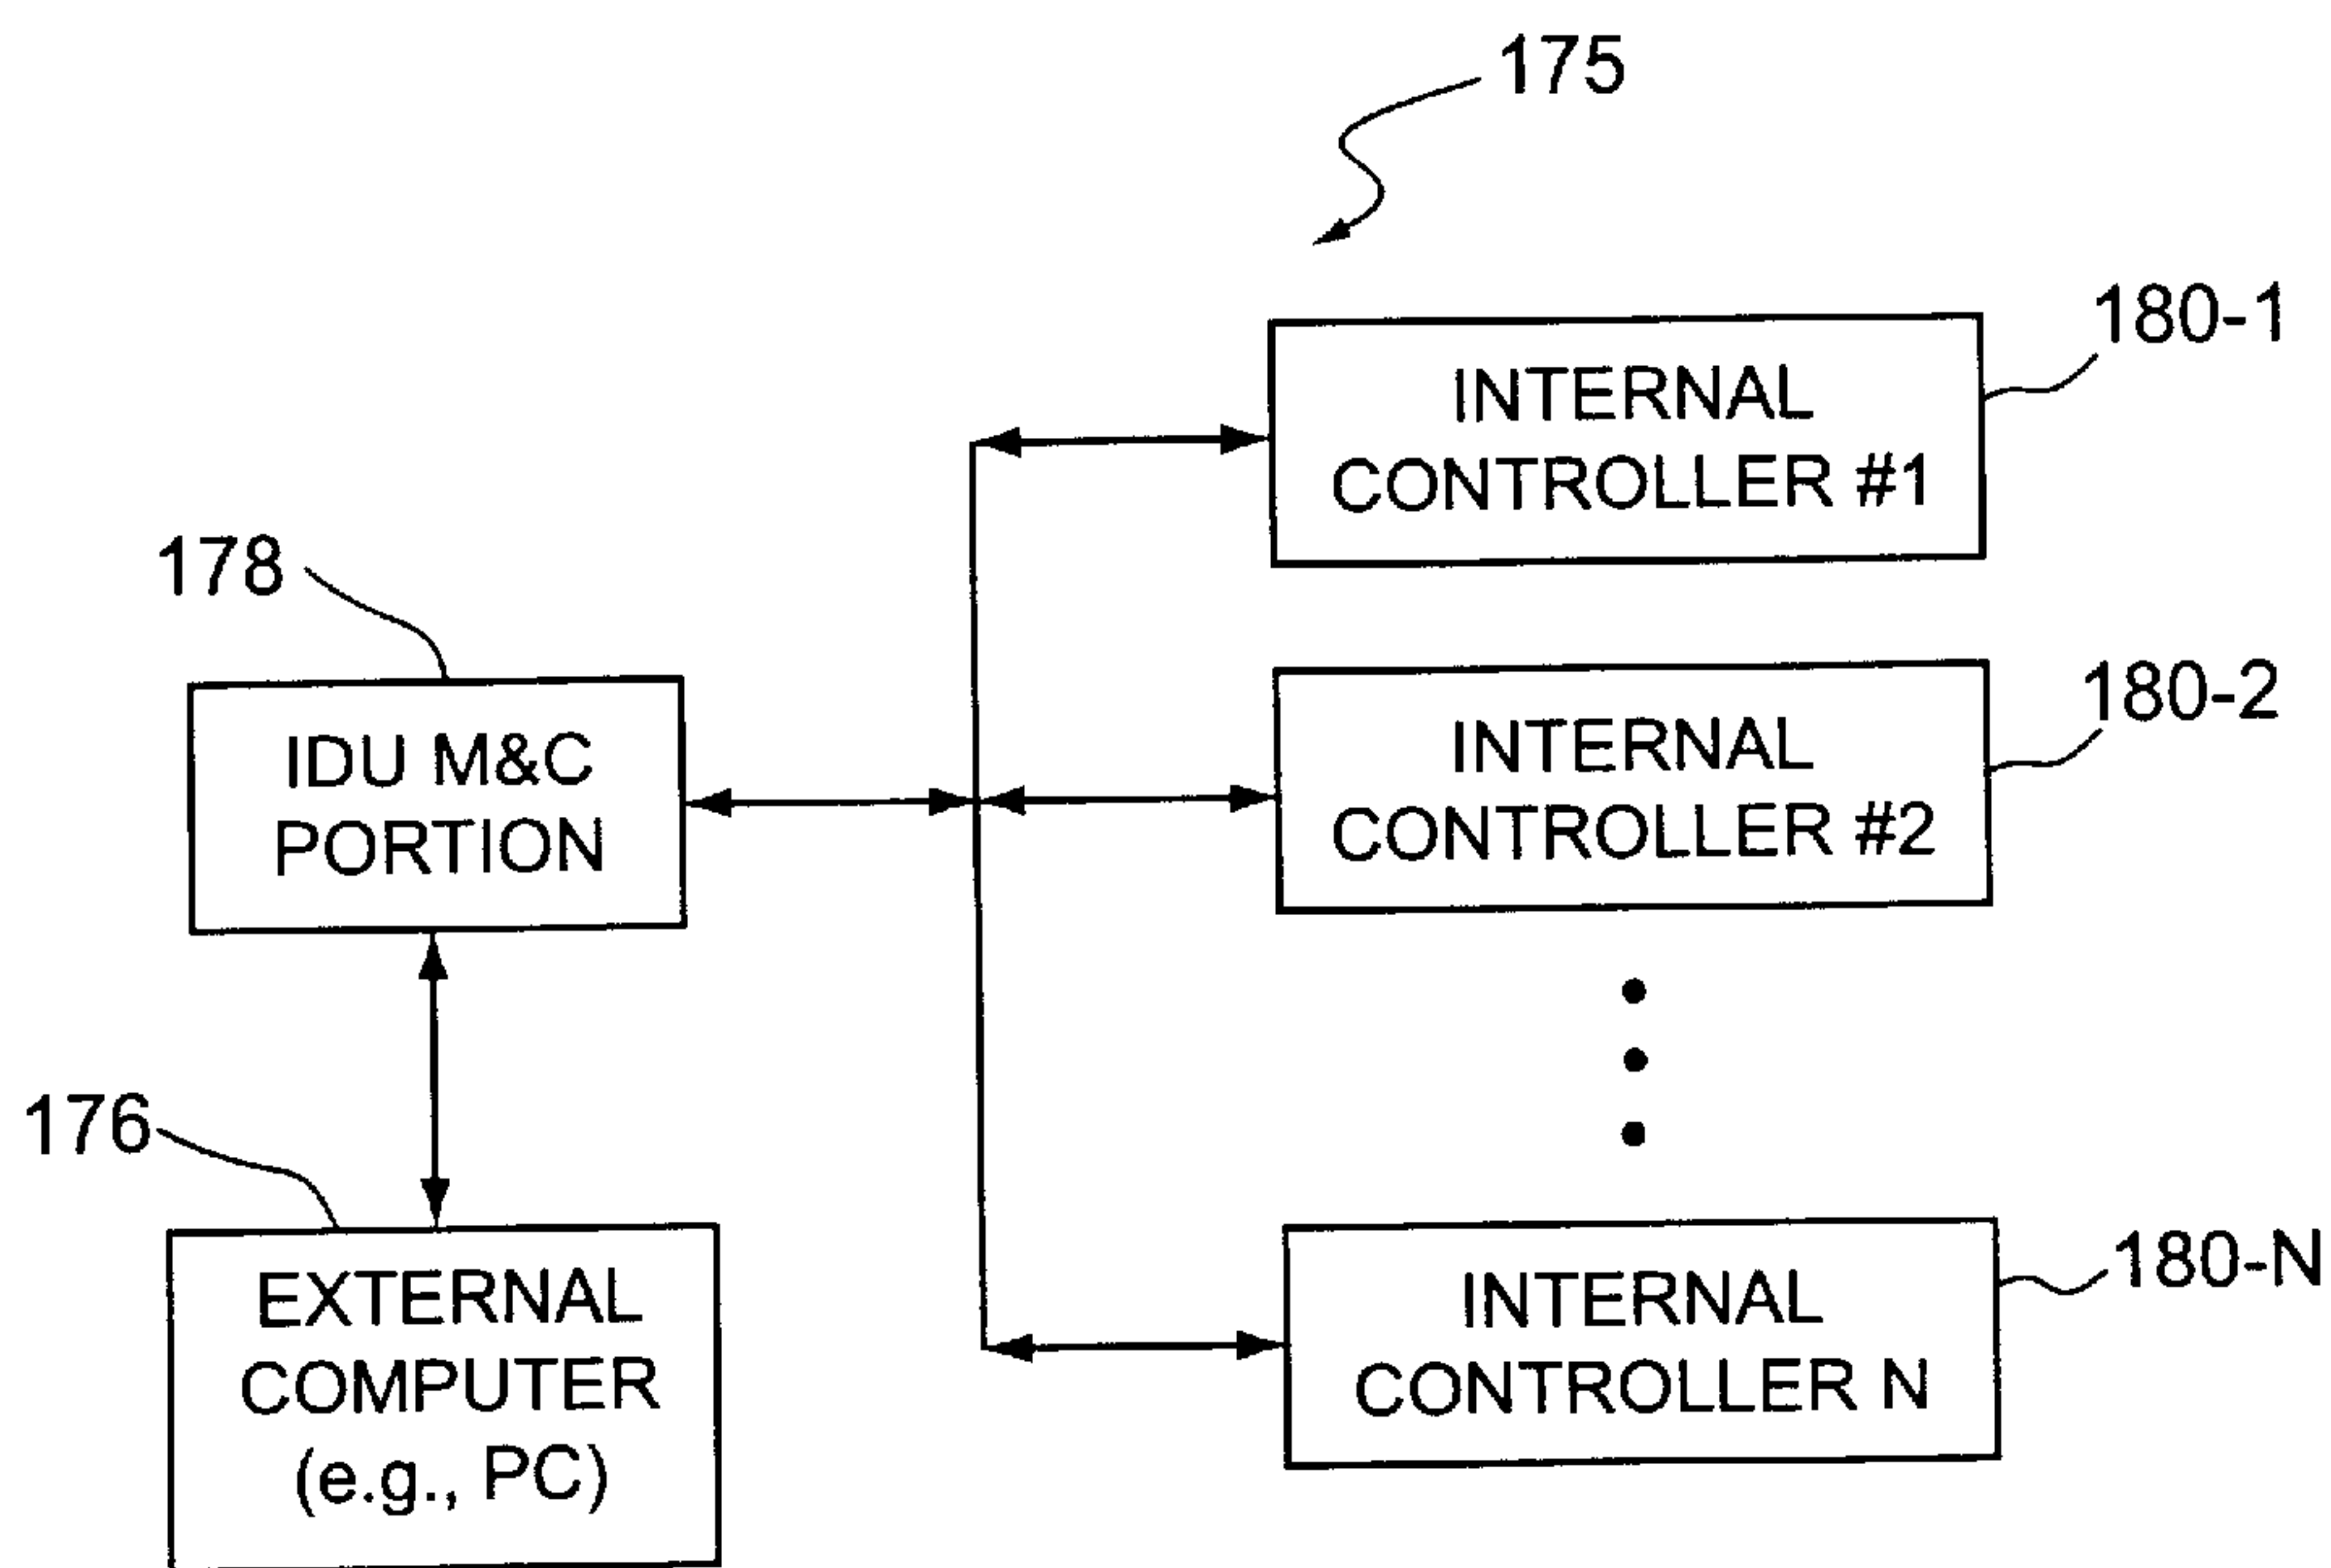 175
180-1
INTERNAL
CONTROLLER #1
178
180-2
IDU M&C
PORTION
INTERNAL
CONTROLLER #2
176
180-N
EXTERNAL
COMPUTER
(e.g., PC)
INTERNAL
CONTROLLER N